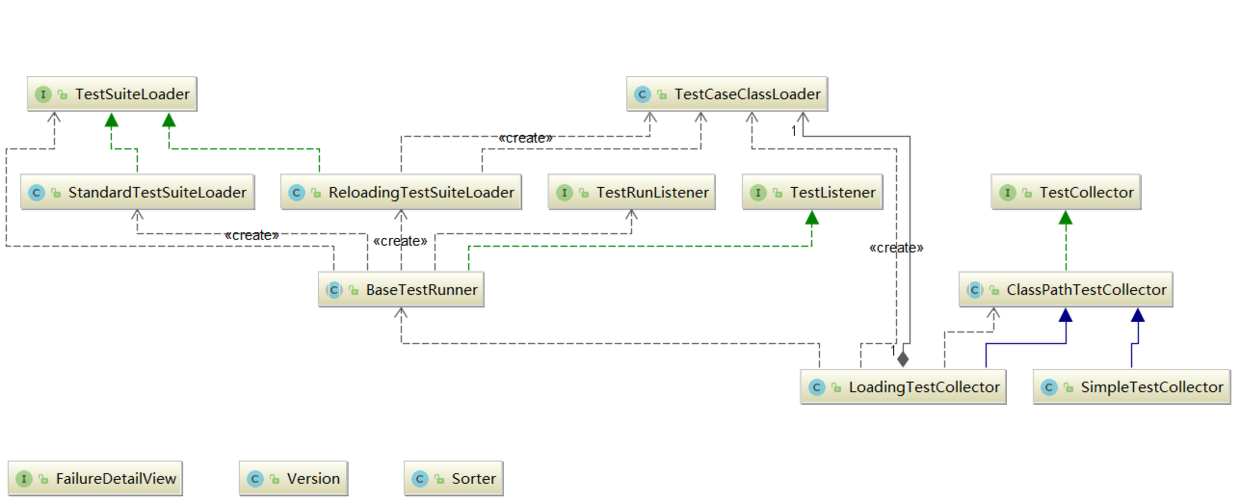 I TestSuiteLoader
C TestCaseClassLoader
«create»
1
C StandardTestSuiteLoader
C ReloadingTestSuiteLoader
I TestRunListener
I TestListener
I TestCollector
«create»
«create»
«create»
C BaseTestRunner
C ClassPathTestCollector
1
C LoadingTestCollector
C SimpleTestCollector
I FailureDetailView
C Version
C Sorter